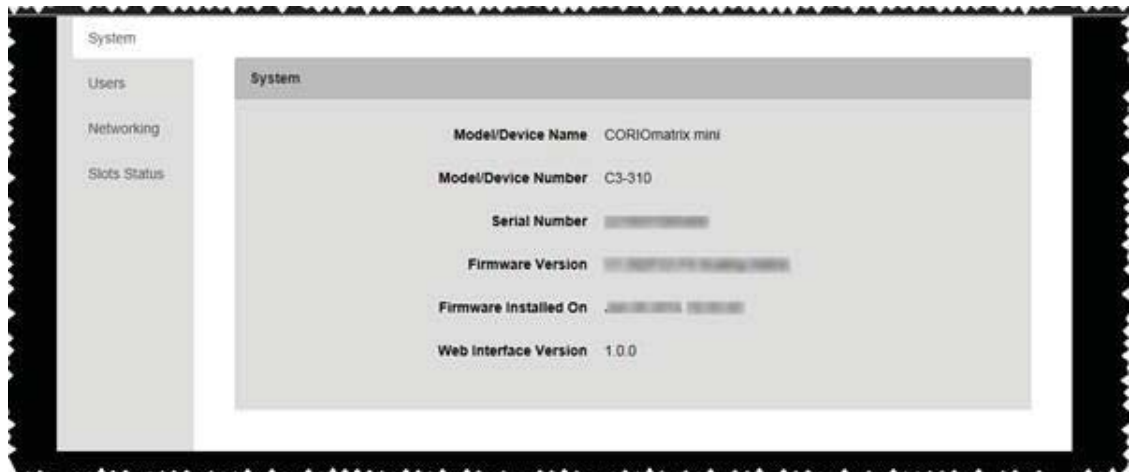 System
Users
Networking
Slots Status
System
Model/Device Name CORIOmatrix mini
Model/Device Number C3-310
Serial Number
Firmware Version
Firmware Installed On
Web Interface Version 1.0.0